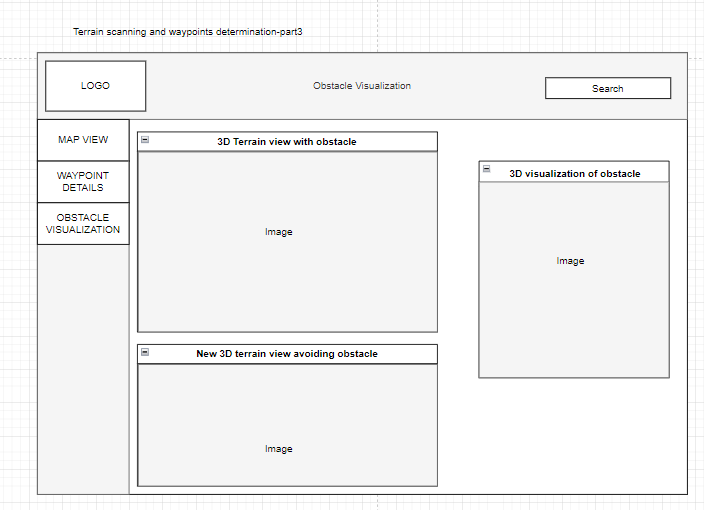 Terrain scanning and waypoints determination-part3
LOGO
Obstacle Visualization
Search
MAP VIEW
WAYPOINT
DETAILS
OBSTACLE
VISUALIZATION
3D Terrain view with obstacle
Image
3D visualization of obstacle
Image
New 3D terrain view avoiding obstacle
Image